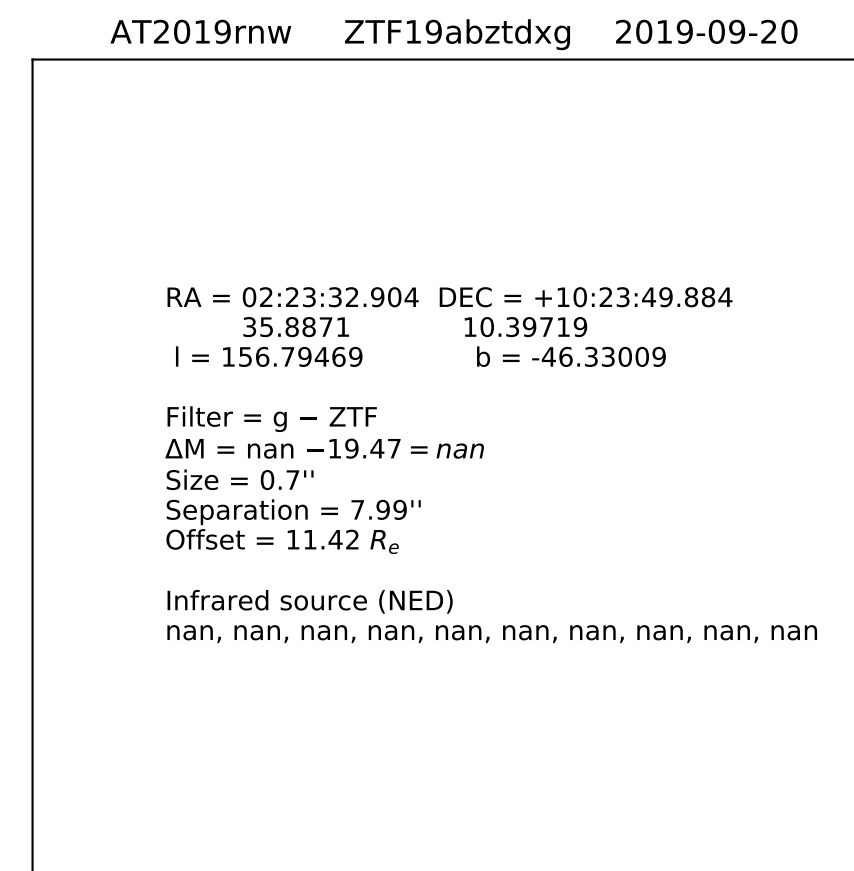 AT2019rnw ZTF19abztdxg 2019-09-20
RA = 02:23:32.904 DEC = +10:23:49.884
35.8871 10.39719
l = 156.79469 b = -46.33009
Filter = g − ZTF
ΔM = nan −19.47 = nan
Size = 0.7''
Separation = 7.99''
Offset = 11.42 Re
Infrared source (NED)
nan, nan, nan, nan, nan, nan, nan, nan, nan, nan